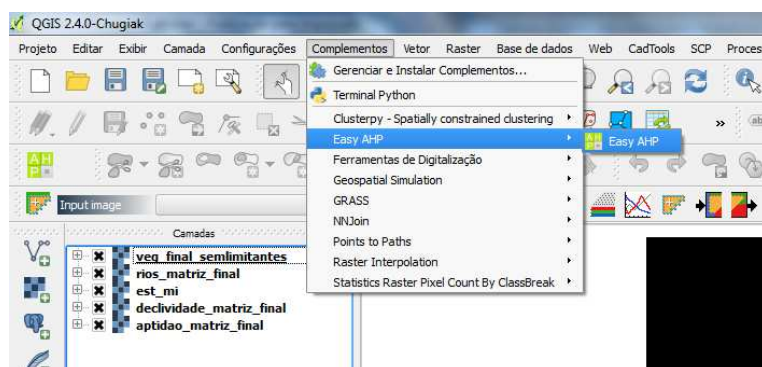 QGIS 2.4.0-Chugiak
Projeto Editar Exibir Camada Configurações Complementos Vetor Raster Base de dados Web CadTools SCP Proces
Gerenciar e Instalar Complementos...
Terminal Python
Clusterpy - Spatially constrained clustering
Easy AHP
Easy AHP
Ferramentas de Digitalização
Geospatial Simulation
GRASS
NNJoin
Points to Paths
Raster Interpolation
Statistics Raster Pixel Count By ClassBreak
AH
P
Input image
Camadas
veg_final_semlimitantes
rios_matriz_final
est_mi
declividade_matriz_final
aptidao_matriz_final